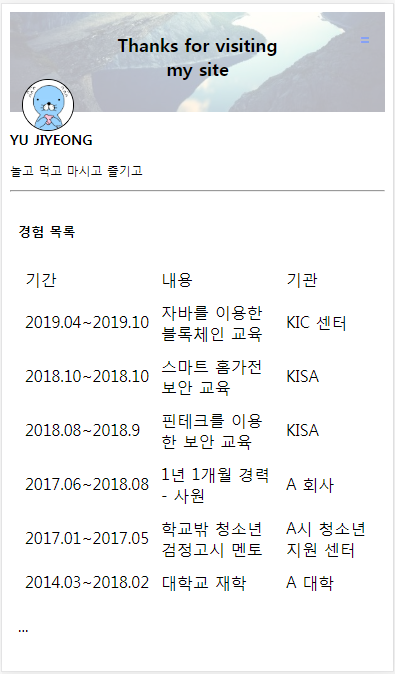 Thanks for visiting
my site
YU JIYEONG
놀고 먹고 마시고 즐기고
경험 목록
기간 내용 기관
2019.04~2019.10 자바를 이용한 블록체인 교육 KIC 센터
2018.10~2018.10 스마트 홈가전 보안 교육 KISA
2018.08~2018.9 핀테크를 이용한 보안 교육 KISA
2017.06~2018.08 1년 1개월 경력 - 사원 A 회사
2017.01~2017.05 학교밖 청소년 검정고시 멘토 A시 청소년 지원 센터
2014.03~2018.02 대학교 재학 A 대학
...